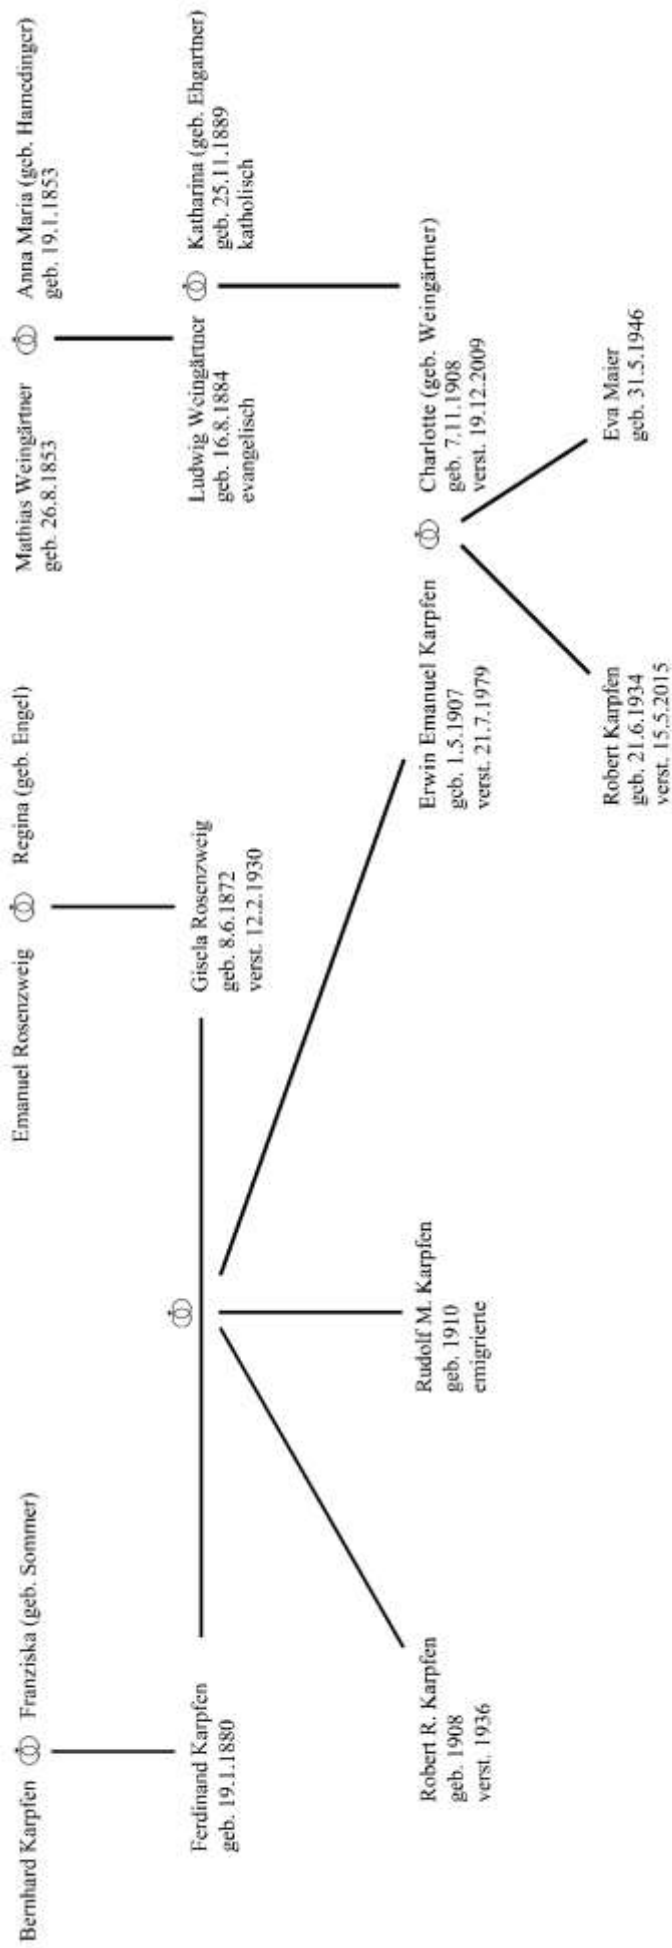 Bernhard Karpfen
Franziska (geb. Sommer)
Emanuel Rosenzweig
Regina (geb. Engel)
Mathias Weingärtner
geb. 26.8.1853
Anna Maria (geb. Hamedinger)
geb. 19.1.1853
Ferdinand Karpfen
geb. 19.1.1880
Gisela Rosenzweig
geb. 8.6.1872
verst. 12.2.1930
Ludwig Weingärtner
geb. 16.8.1884
evangelisch
Katharina (geb. Ehgartner)
geb. 25.11.1889
katholisch
Robert R. Karpfen
geb. 1908
verst. 1936
Rudolf M. Karpfen
geb. 1910
emigrierte
Erwin Emanuel Karpfen
geb. 1.5.1907
verst. 21.7.1979
Charlotte (geb. Weingärtner)
geb. 7.11.1908
verst. 19.12.2009
Robert Karpfen
geb. 21.6.1934
verst. 15.5.2015
Eva Maier
geb. 31.5.1946